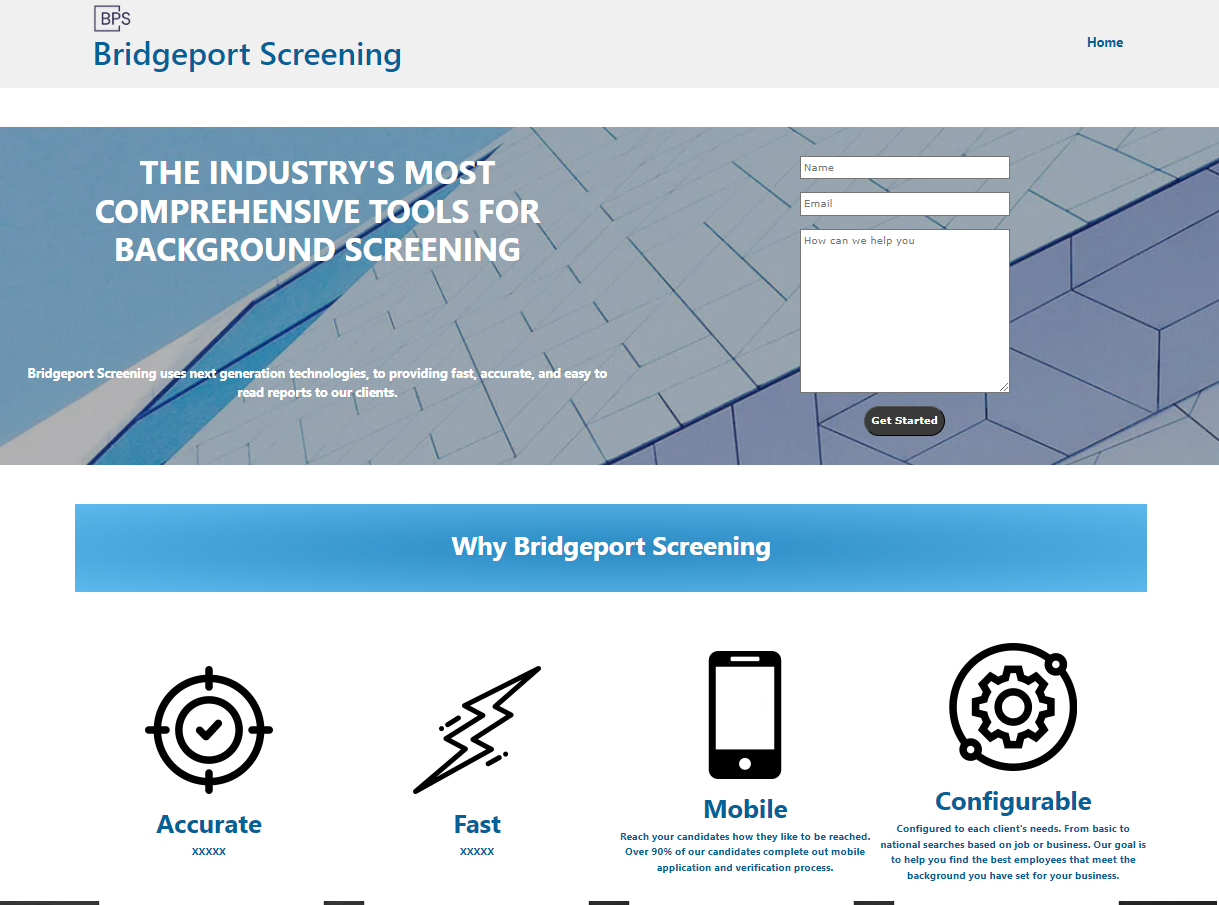 BPS
Bridgeport Screening
Home
THE INDUSTRY'S MOST
COMPREHENSIVE TOOLS FOR
BACKGROUND SCREENING
Bridgeport Screening uses next generation technologies, to providing fast, accurate, and easy to
read reports to our clients.
Name
Email
How can we help you
Get Started
Why Bridgeport Screening
Accurate
xxxxx
Fast
xxxxx
Mobile
Reach your candidates how they like to be reached.
Over 90% of our candidates complete out mobile
application and verification process.
Configurable
Configured to each client's needs. From basic to
national searches based on job or business. Our goal is
to help you find the best employees that meet the
background you have set for your business.